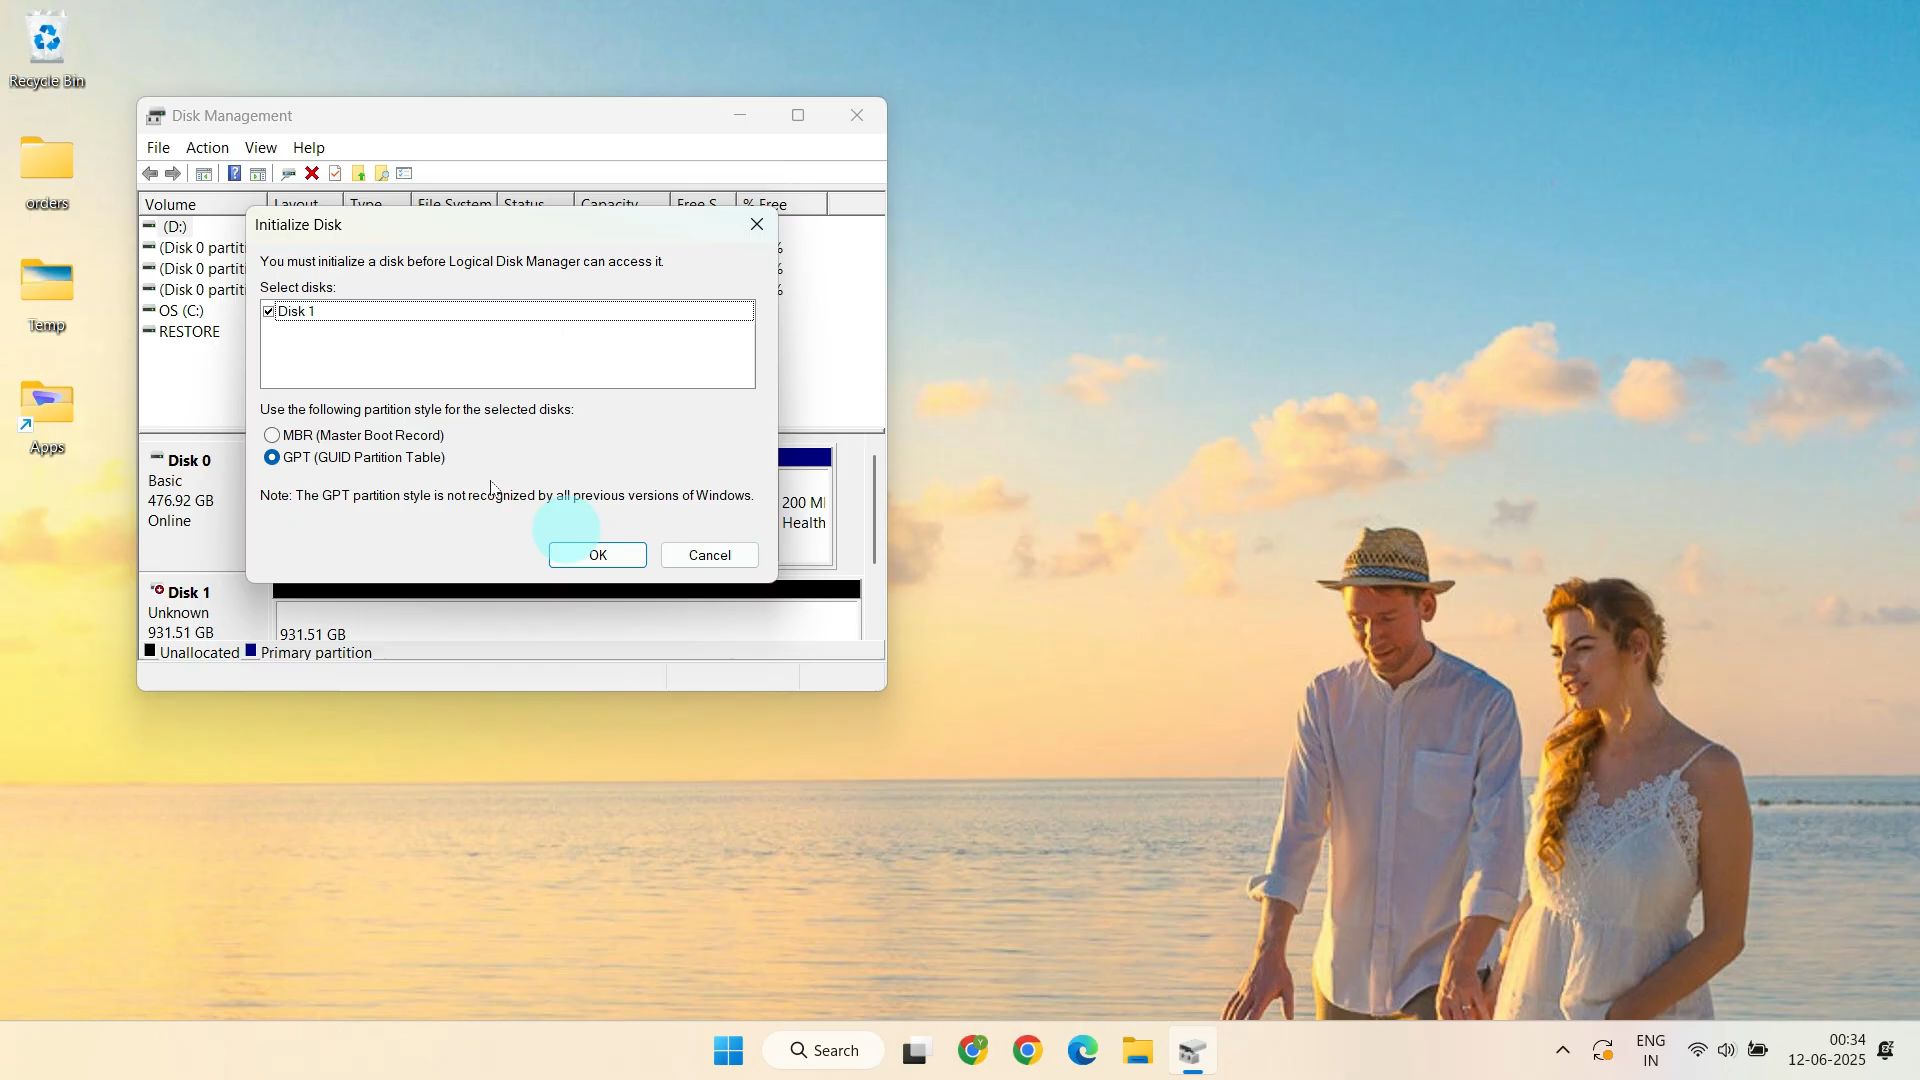 Recycle Bin
orders
Temp
Apps
Disk Management
File Action View Help
Volume Layout Type File System Status Capacity Free S... % Free
(D:)
(Disk 0 partiti
(Disk 0 partiti
(Disk 0 partiti
OS (C:)
RESTORE
%
%
%
Initialize Disk
You must initialize a disk before Logical Disk Manager can access it.
Select disks:
Disk 1
Use the following partition style for the selected disks:
MBR (Master Boot Record)
GPT (GUID Partition Table)
Note: The GPT partition style is not recognized by all previous versions of Windows.
OK Cancel
Disk 0
Basic
476.92 GB
Online
200 MI
Health
Disk 1
Unknown
931.51 GB
931.51 GB
Unallocated Primary partition
Search
ENG
IN
00:34
12-06-2025